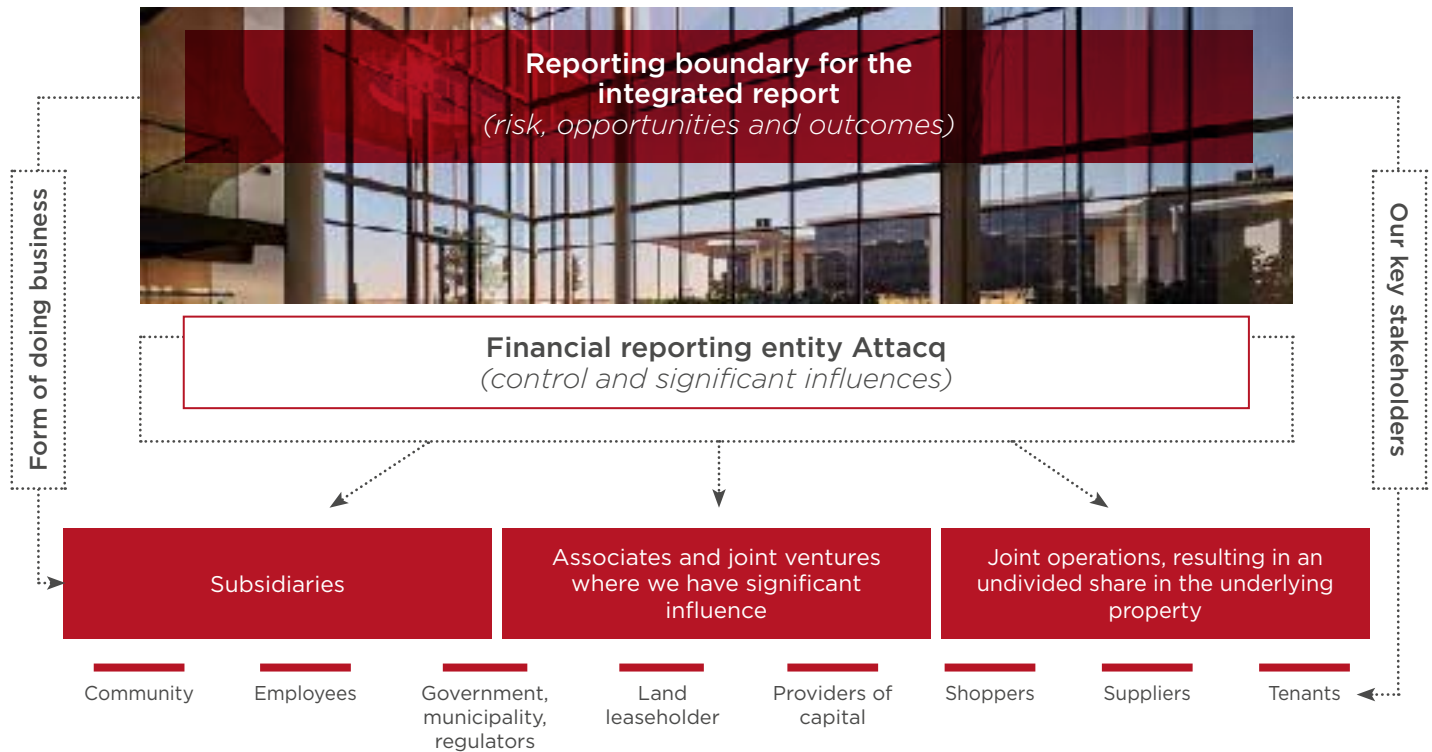 Reporting boundary for the
integrated report
(risk, opportunities and outcomes)
Form of doing business
Our key stakeholders
Financial reporting entity Attacq
(control and significant influences)
Subsidiaries
Associates and joint ventures
where we have significant
influence
Joint operations, resulting in an
undivided share in the underlying
property
Community
Employees
Government,
municipality,
regulators
Land
leaseholder
Providers of
capital
Shoppers
Suppliers
Tenants